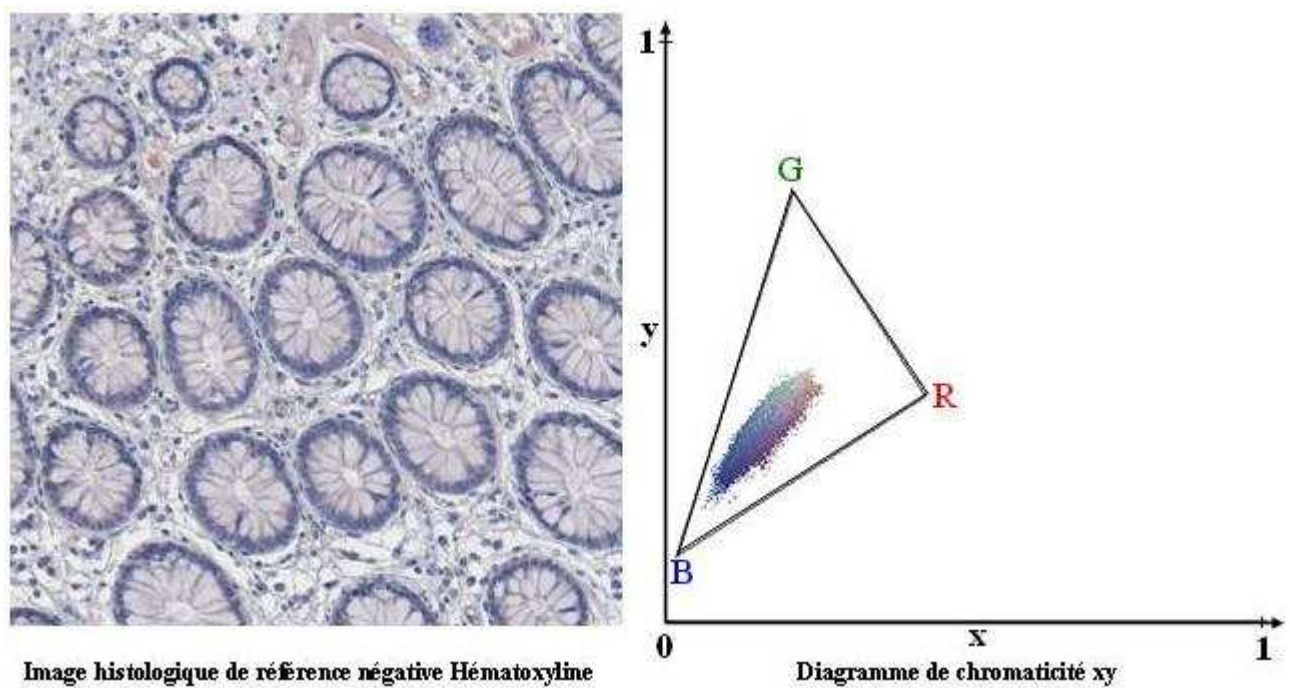 1
G
y
R
B
0
x
1
Image histologique de référence négative Hématoxyline
Diagramme de chromaticité xy